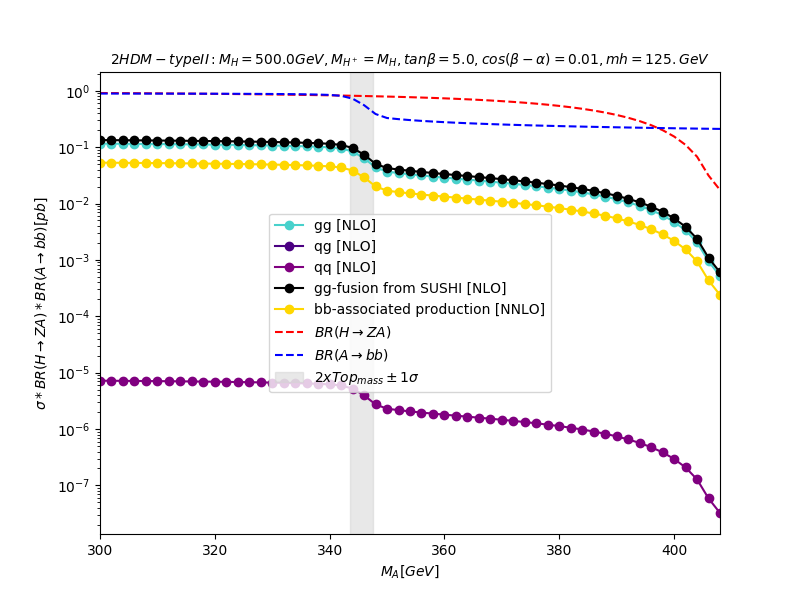 2HDM − typeII : M_H = 500.0GeV, M_{H^+} = M_H, tanβ = 5.0, cos(β − α) = 0.01, mh = 125. GeV
σ * BR(H → ZA) * BR(A → bb)[pb]
10^0
10^{-1}
10^{-2}
10^{-3}
10^{-4}
10^{-5}
10^{-6}
10^{-7}
gg [NLO]
qg [NLO]
qq [NLO]
gg-fusion from SUSHI [NLO]
bb-associated production [NNLO]
BR(H → ZA)
BR(A → bb)
2xTop_{mass} ± 1σ
300 320 340 360 380 400
M_A[GeV]